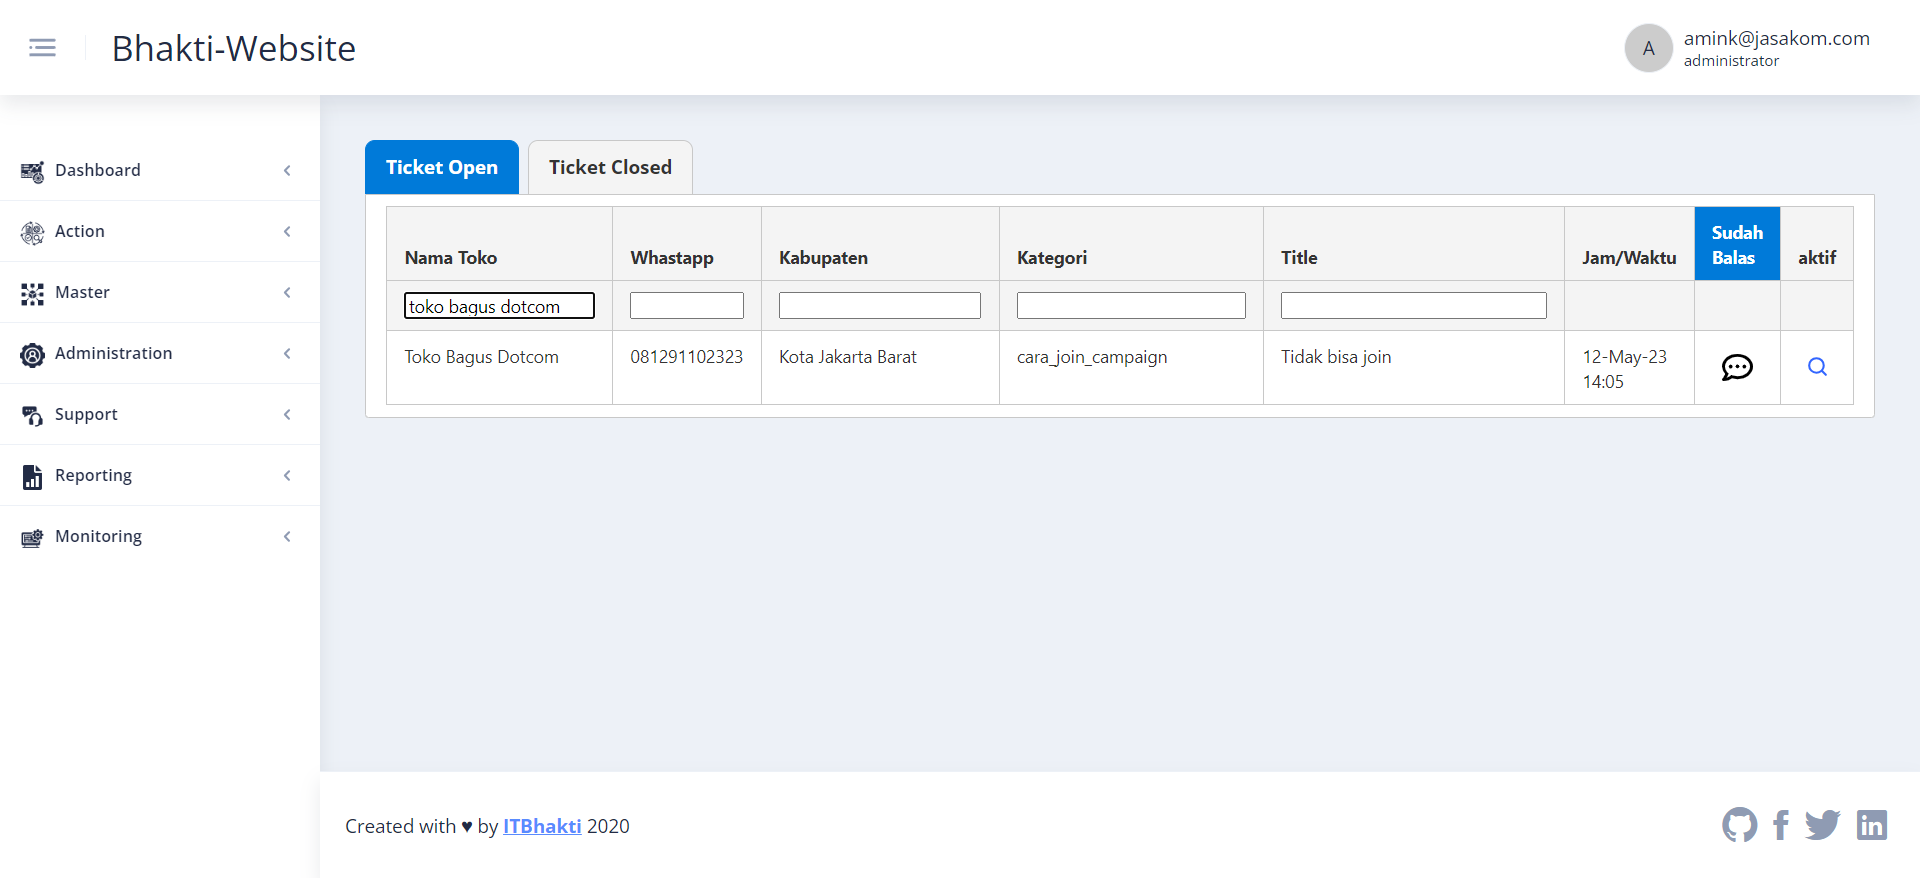 Bhakti-Website
A
amink@jasakom.com
administrator
Dashboard
Action
Master
Administration
Support
Reporting
Monitoring
Ticket Open
Ticket Closed
Nama Toko
Whastapp
Kabupaten
Kategori
Title
Jam/Waktu
Sudah
Balas
aktif
toko bagus dotcom
Toko Bagus Dotcom
081291102323
Kota Jakarta Barat
cara_join_campaign
Tidak bisa join
12-May-23
14:05
Created with ♥ by ITBhakti 2020